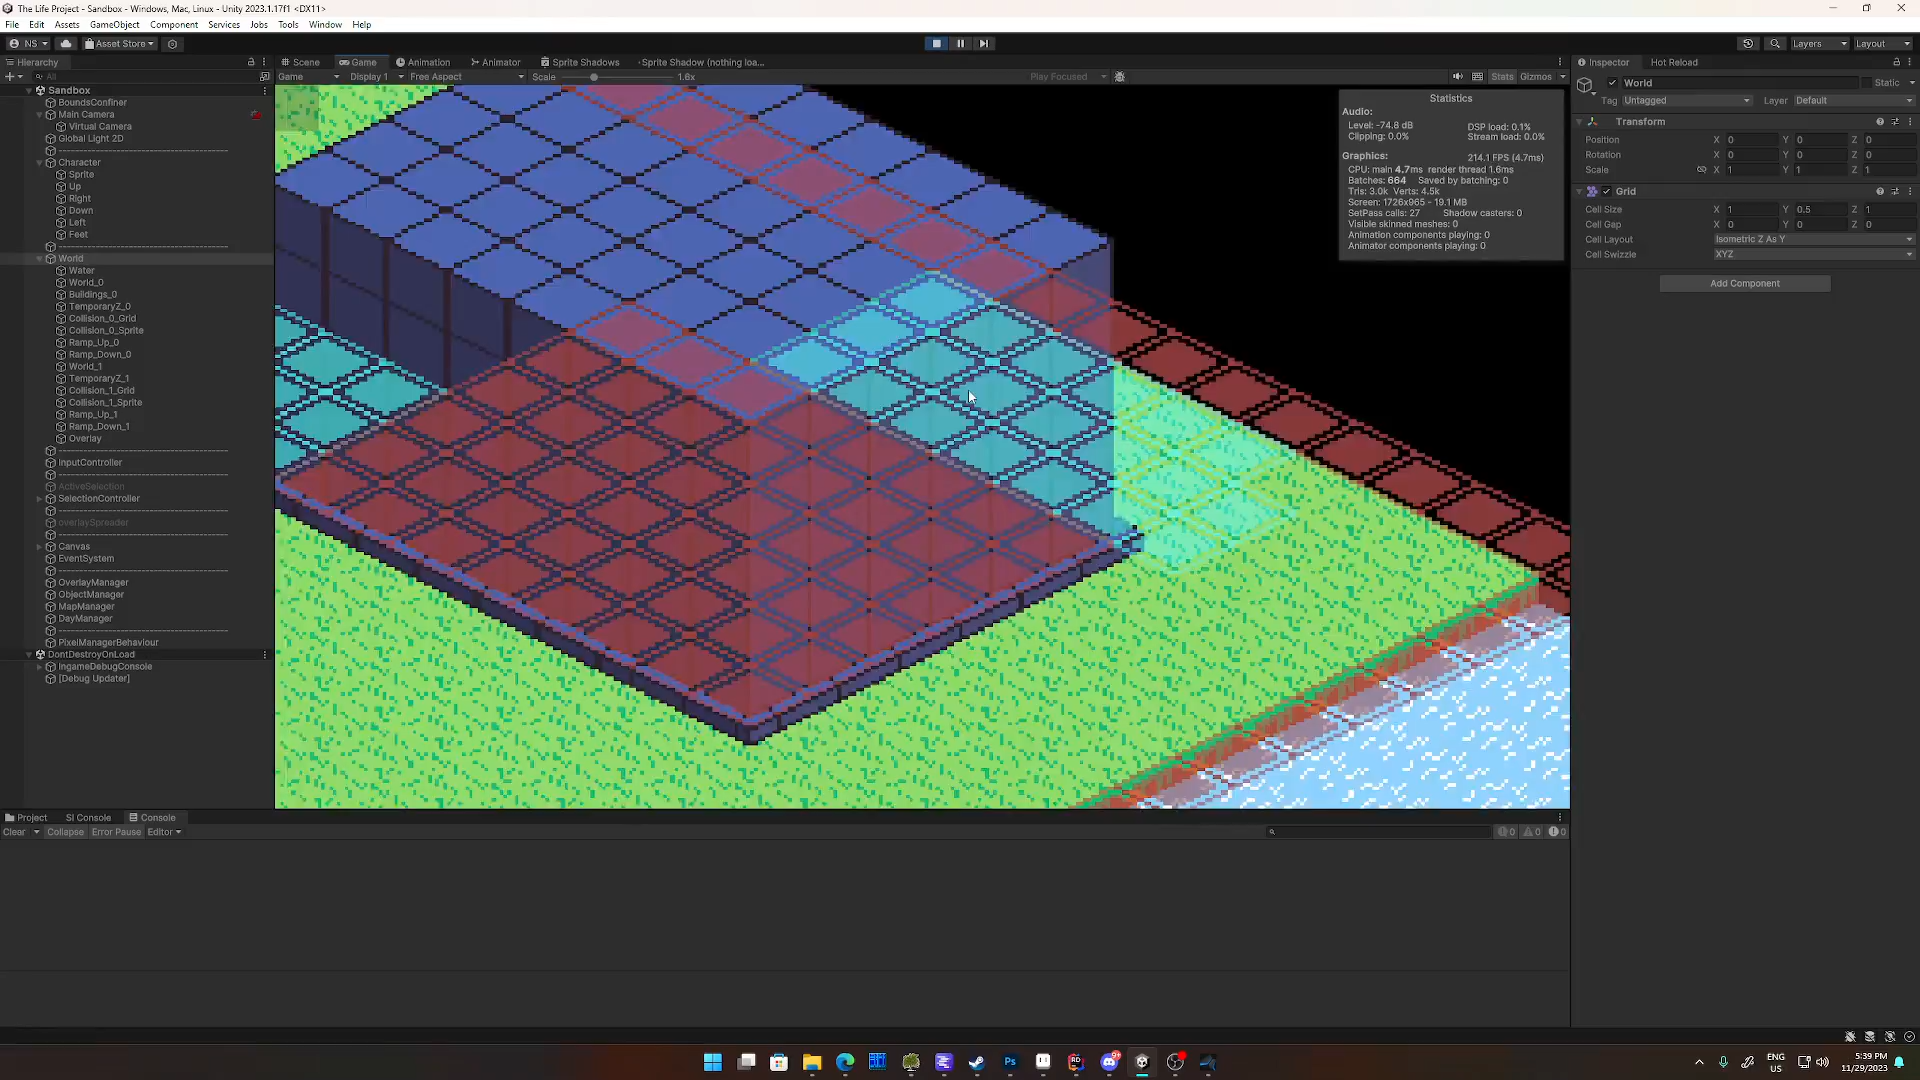 The Life Project - Sandbox - Windows, Mac, Linux - Unity 2023.1.17f1 <DX11>
File Edit Assets GameObject Component Services Jobs Tools Window Help
NS Asset Store Layers Layout
Hierarchy
All
Scene Game Animation Animator Sprite Shadows Sprite Shadow (nothing loa...
Game Display 1 Free Aspect Scale 1.6x Play Focused Stats Gizmos
Sandbox
BoundsConfiner
Main Camera
Virtual Camera
Global Light 2D
Character
Sprite
Up
Right
Down
Left
Feet
World
Water
World_0
Buildings_0
TemporaryZ_0
Collision_0_Grid
Collision_0_Sprite
Ramp_Up_0
Ramp_Down_0
World_1
TemporaryZ_1
Collision_1_Grid
Collision_1_Sprite
Ramp_Up_1
Ramp_Down_1
Overlay
InputController
ActiveSelection
SelectionController
overlaySpreader
Canvas
EventSystem
OverlayManager
ObjectManager
MapManager
DayManager
PixelManagerBehaviour
DontDestroyOnLoad
IngameDebugConsole
[Debug Updater]
Statistics
Audio:
Level: -74.8 dB DSP load: 0.1%
Clipping: 0.0% Stream load: 0.0%
Graphics: 214.1 FPS (4.7ms)
CPU: main 4.7ms render thread 1.6ms
Batches: 664 Saved by batching: 0
Tris: 3.0k Verts: 4.5k
Screen: 1726x965 - 19.1 MB
SetPass calls: 27 Shadow casters: 0
Visible skinned meshes: 0
Animation components playing: 0
Animator components playing: 0
Inspector Hot Reload
World Static
Tag Untagged Layer Default
Transform
Position X 0 Y 0 Z 0
Rotation X 0 Y 0 Z 0
Scale X 1 Y 1 Z 1
Grid
Cell Size X 1 Y 0.5 Z 1
Cell Gap X 0 Y 0 Z 0
Cell Layout Isometric Z As Y
Cell Swizzle XYZ
Add Component
Project SI Console Console
Clear Collapse Error Pause Editor
0 0 0
ENG
US
5:39 PM
11/29/2023